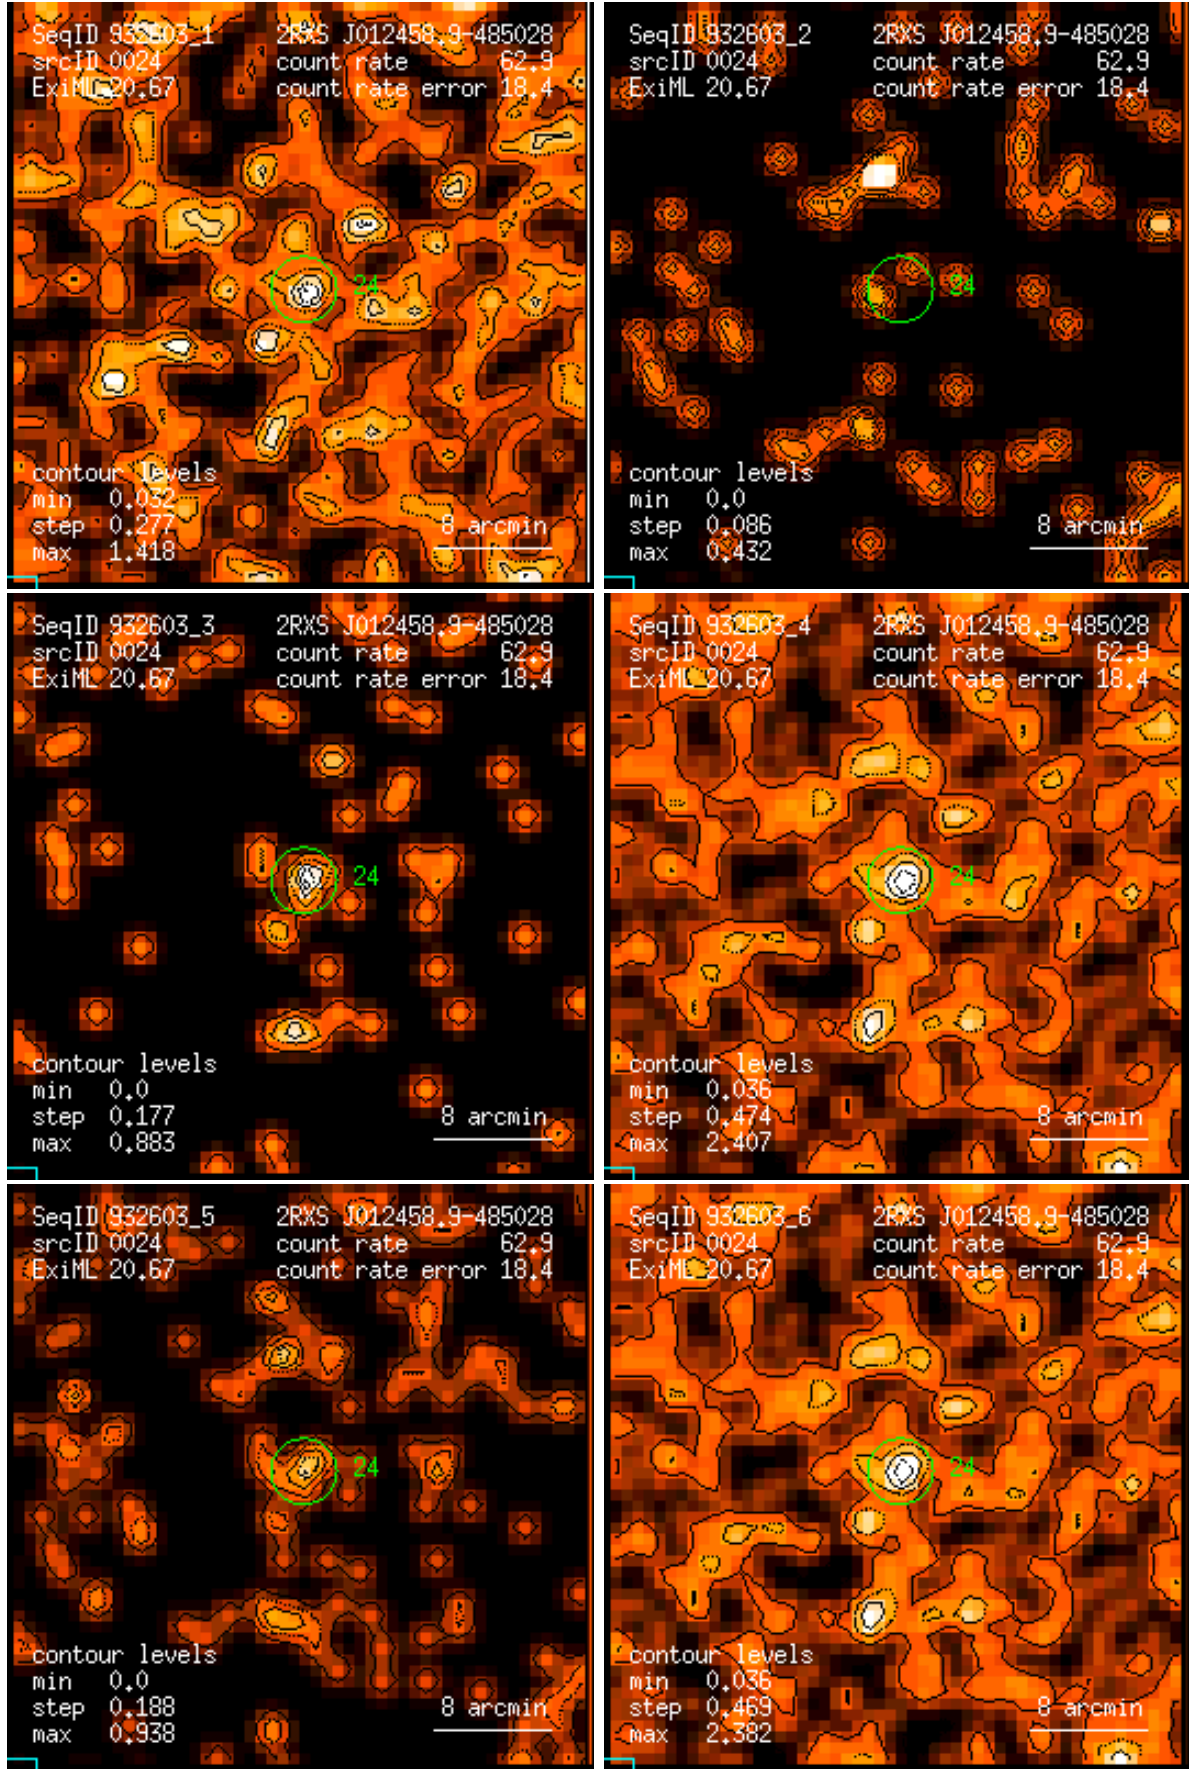 SeqID 932603_1 2RXS J012458.9-485028
srcID 0024 count rate 62.9
ExiML 20.67 count rate error 18.4
24
contour levels
min 0.032
step 0.277 8 arcmin
max 1.418
SeqID 932603_2 2RXS J012458.9-485028
srcID 0024 count rate 62.9
ExiML 20.67 count rate error 18.4
24
contour levels
min 0.0
step 0.086 8 arcmin
max 0.432
SeqID 932603_3 2RXS J012458.9-485028
srcID 0024 count rate 62.9
ExiML 20.67 count rate error 18.4
24
contour levels
min 0.0
step 0.177 8 arcmin
max 0.883
SeqID 932603_4 2RXS J012458.9-485028
srcID 0024 count rate 62.9
ExiML 20.67 count rate error 18.4
24
contour levels
min 0.036
step 0.474 8 arcmin
max 2.407
SeqID 932603_5 2RXS J012458.9-485028
srcID 0024 count rate 62.9
ExiML 20.67 count rate error 18.4
24
contour levels
min 0.0
step 0.188 8 arcmin
max 0.938
SeqID 932603_6 2RXS J012458.9-485028
srcID 0024 count rate 62.9
ExiML 20.67 count rate error 18.4
24
contour levels
min 0.036
step 0.469 8 arcmin
max 2.382